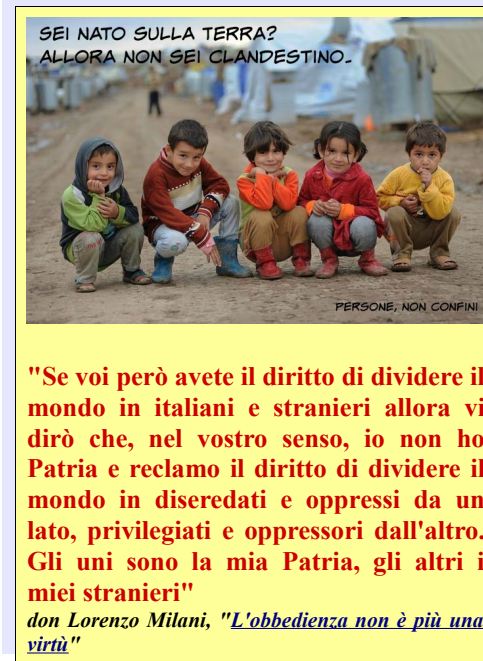 SEI NATO SULLA TERRA?
ALLORA NON SEI CLANDESTINO.
PERSONE, NON CONFINI
"Se voi però avete il diritto di dividere il
mondo in italiani e stranieri allora vi
dirò che, nel vostro senso, io non ho
Patria e reclamo il diritto di dividere il
mondo in diseredati e oppressi da un
lato, privilegiati e oppressori dall'altro.
Gli uni sono la mia Patria, gli altri i
miei stranieri"
don Lorenzo Milani, "L'obbedienza non è più una
virtù"